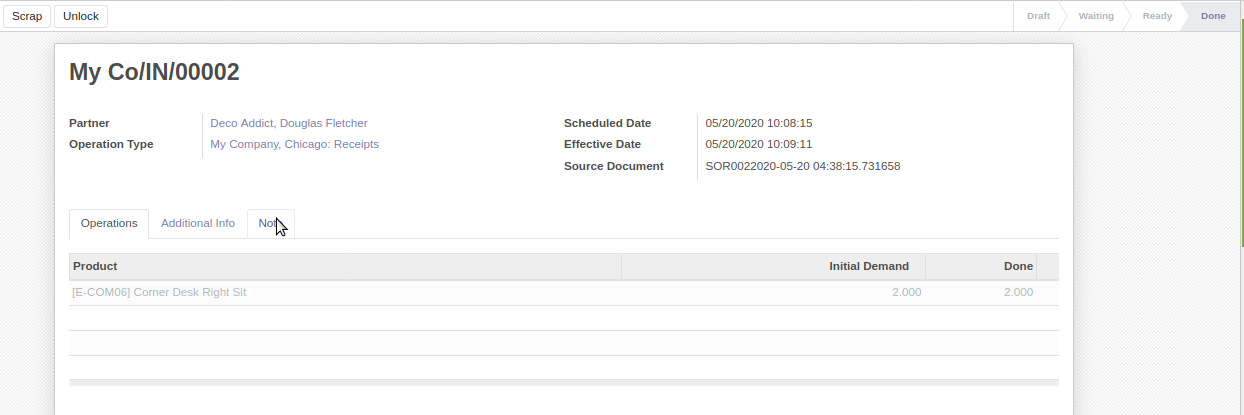 Scrap Unlock Draft Waiting Ready Done
My Co/IN/00002
Partner Deco Addict, Douglas Fletcher Scheduled Date 05/20/2020 10:08:15
Operation Type My Company, Chicago: Receipts Effective Date 05/20/2020 10:09:11
Source Document SOR0022020-05-20 04:38:15.731658
Operations Additional Info
Product Initial Demand Done
[E-COM06] Corner Desk Right Sit 2.000 2.000